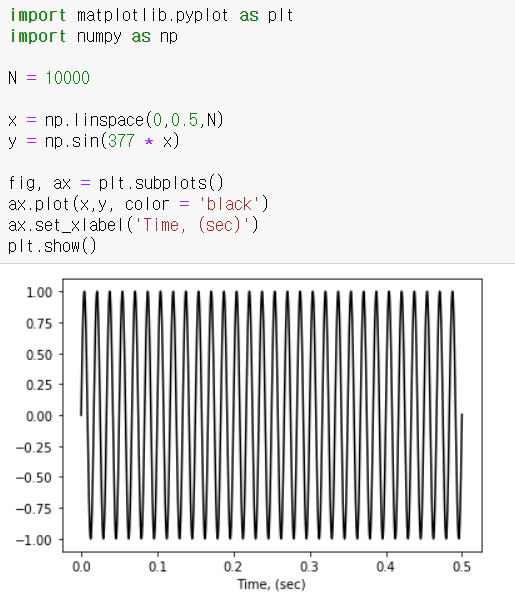 import matplotlib.pyplot as plt
import numpy as np
N = 10000
x = np.linspace(0,0.5,N)
y = np.sin(377 * x)
fig, ax = plt.subplots()
ax.plot(x,y, color = 'black')
ax.set_xlabel('Time, (sec)')
plt.show()
1.00
0.75
0.50
0.25
0.00
−0.25
−0.50
−0.75
−1.00
0.0 0.1 0.2 0.3 0.4 0.5
Time, (sec)